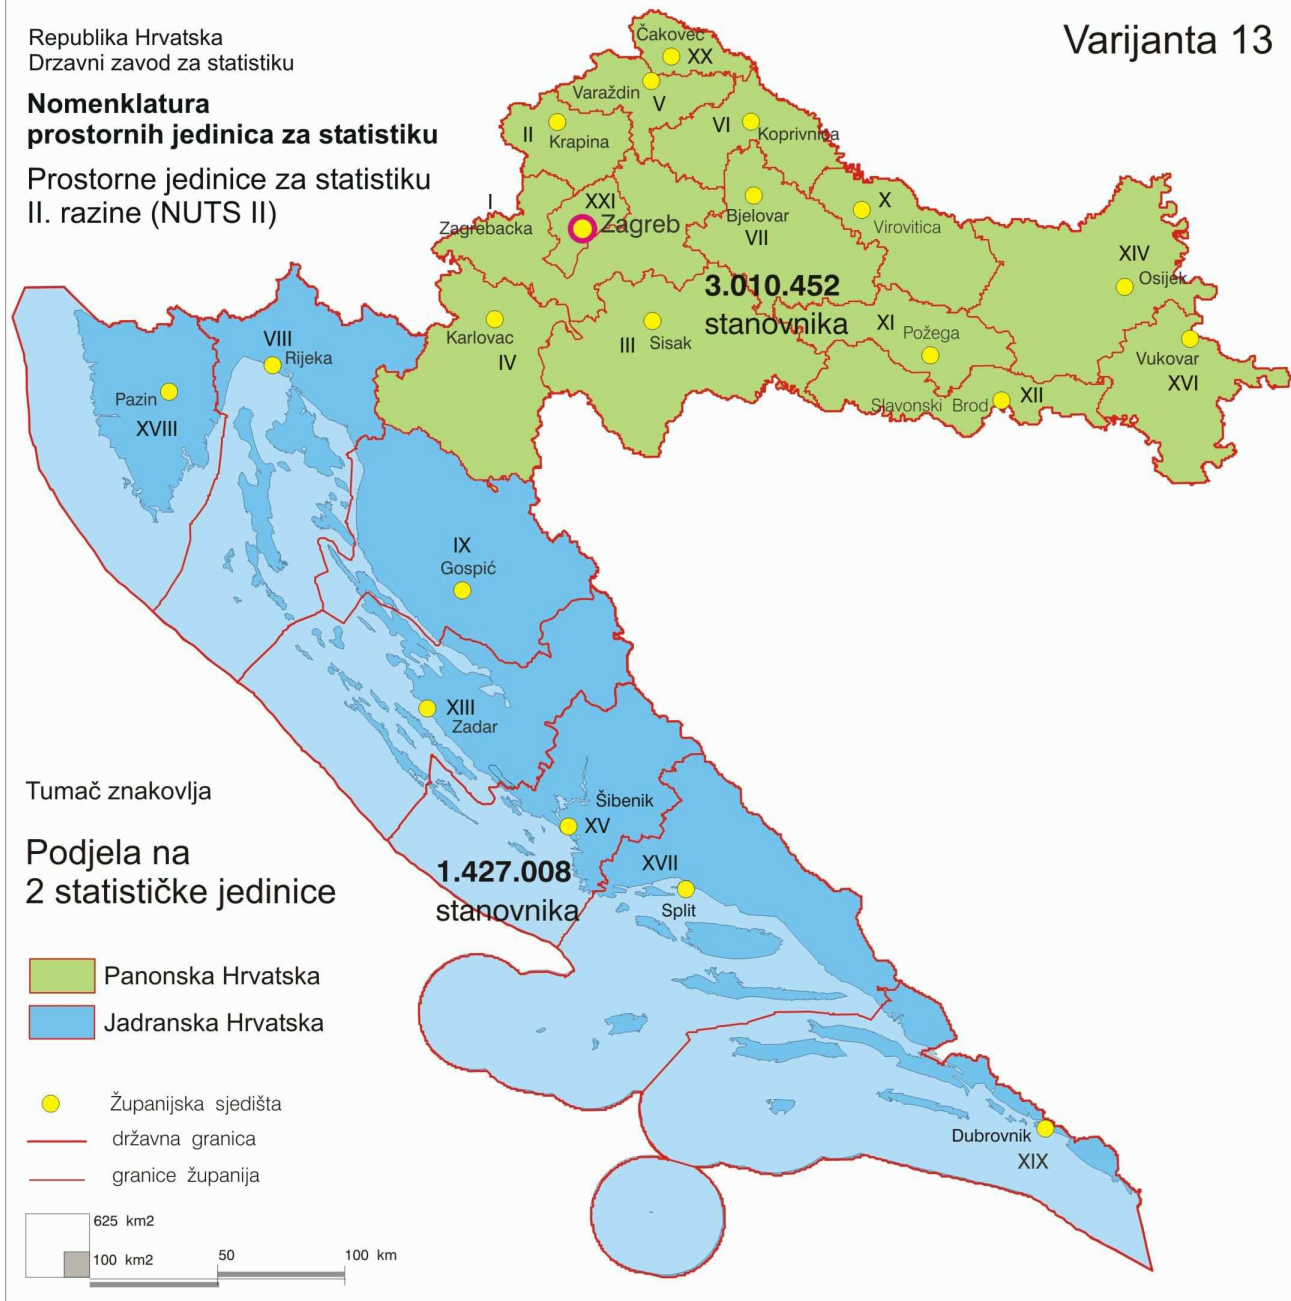 Republika Hrvatska
Drzavni zavod za statistiku
Nomenklatura
prostornih jedinica za statistiku
Prostorne jedinice za statistiku
II. razine (NUTS II)
Varijanta 13
Čakovec
XX
Varaždin
V
II
Krapina
VI
Koprivnica
I
Zagrebacka
XXI
Zagreb
Bjelovar
VII
X
Virovitica
XIV
Osijek
3.010.452
stanovnika
Karlovac
IV
III Sisak
XI
Požega
Vukovar
XVI
Slavonski Brod
XII
VIII
Rijeka
Pazin
XVIII
IX
Gospić
XIII
Zadar
Šibenik
XV
1.427.008
stanovnika
XVII
Split
Dubrovnik
XIX
Tumač znakovlja
Podjela na
2 statističke jedinice
Panonska Hrvatska
Jadranska Hrvatska
Županijska sjedišta
državna granica
granice županija
625 km2
100 km2
50
100 km